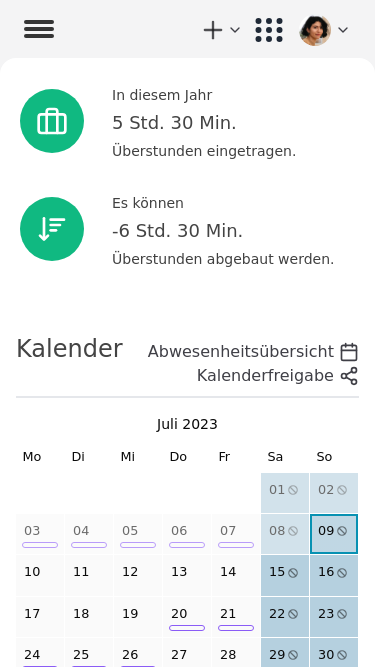 In diesem Jahr
5 Std. 30 Min.
Überstunden eingetragen.
Es können
-6 Std. 30 Min.
Überstunden abgebaut werden.
Kalender
Abwesenheitsübersicht
Kalenderfreigabe
Juli 2023
Mo Di Mi Do Fr Sa So
01 02
03 04 05 06 07 08 09
10 11 12 13 14 15 16
17 18 19 20 21 22 23
24 25 26 27 28 29 30